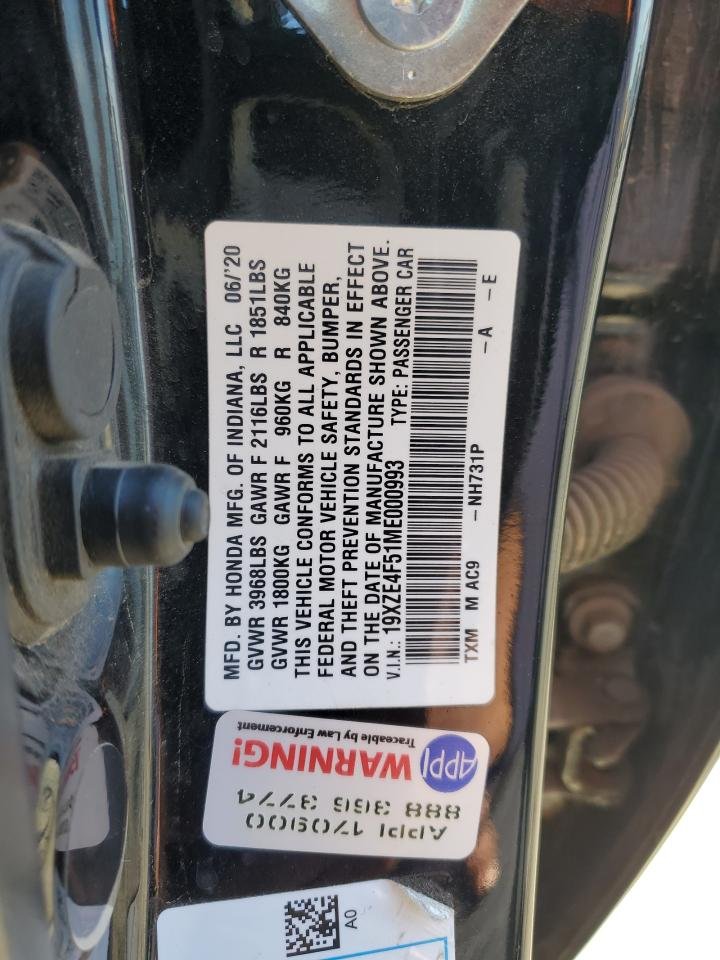 MFD. BY HONDA MFG. OF INDIANA, LLC 06/'20
GVWR 3968LBS GAWR F 2116LBS R 1851LBS
GVWR 1800KG GAWR F 960KG R 840KG
THIS VEHICLE CONFORMS TO ALL APPLICABLE
FEDERAL MOTOR VEHICLE SAFETY, BUMPER,
AND THEFT PREVENTION STANDARDS IN EFFECT
ON THE DATE OF MANUFACTURE SHOWN ABOVE.
V.I.N.: 19XZE4F51ME000993 TYPE: PASSENGER CAR
TXM M AC9 -NH731P -A -E
APPI WARNING!
Traceable by Law Enforcement
APPI 170900
888 366 3774
A0